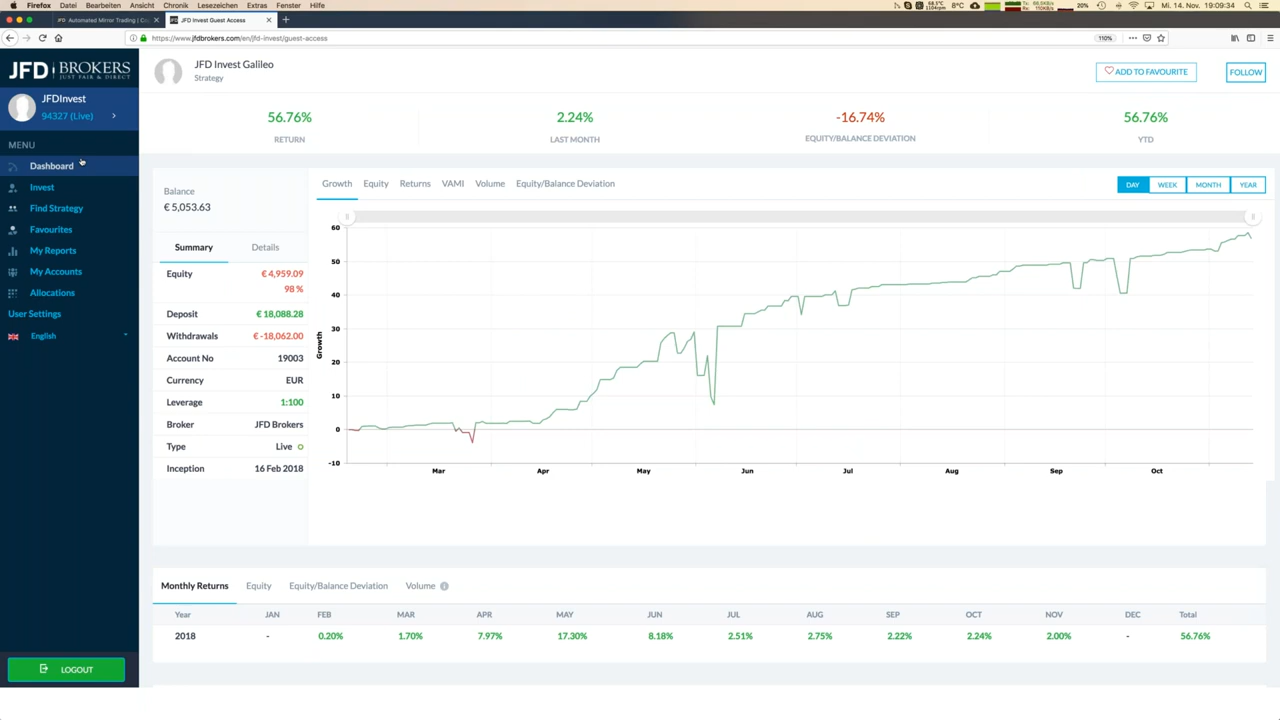 Firefox Datei Bearbeiten Ansicht Chronik Lesezeichen Extras Fenster Hilfe 8°C 20% Mi. 14. Nov. 19:09:34
Automated Mirror Trading | Co
JFD Invest Guest Access
https://www.jfdbrokers.com/en/jfd-invest/guest-access 110%
JFD BROKERS
JUST FAIR & DIRECT
JFDInvest
94327 (Live)
MENU
Dashboard
Invest
Find Strategy
Favourites
My Reports
My Accounts
Allocations
User Settings
English
LOGOUT
JFD Invest Galileo
Strategy
ADD TO FAVOURITE
FOLLOW
56.76% 2.24% -16.74% 56.76%
RETURN LAST MONTH EQUITY/BALANCE DEVIATION YTD
Balance
€ 5,053.63
Summary Details
Equity € 4,959.09
98 %
Deposit € 18,088.28
Withdrawals € -18,062.00
Account No 19003
Currency EUR
Leverage 1:100
Broker JFD Brokers
Type Live
Inception 16 Feb 2018
Growth Equity Returns VAMI Volume Equity/Balance Deviation
DAY WEEK MONTH YEAR
60
50
40
30
20
10
0
-10
Growth
Mar Apr May Jun Jul Aug Sep Oct
Monthly Returns Equity Equity/Balance Deviation Volume
Year JAN FEB MAR APR MAY JUN JUL AUG SEP OCT NOV DEC Total
2018 - 0.20% 1.70% 7.97% 17.30% 8.18% 2.51% 2.75% 2.22% 2.24% 2.00% - 56.76%